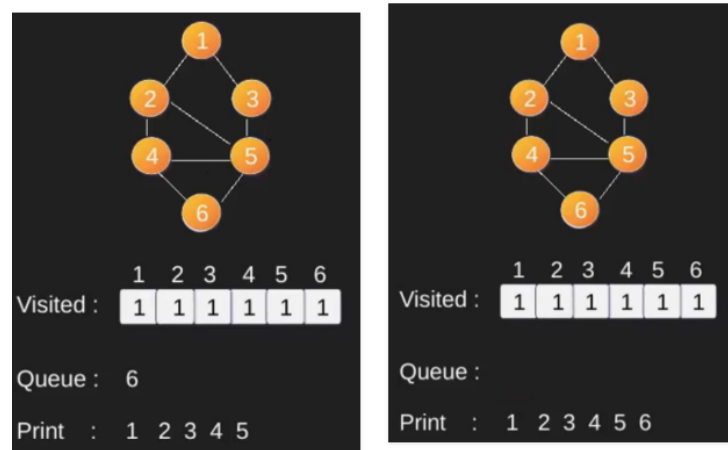 1
2 3
4 5
6
1 2 3 4 5 6
Visited : 1 1 1 1 1 1
Queue : 6
Print : 1 2 3 4 5
1
2 3
4 5
6
1 2 3 4 5 6
Visited : 1 1 1 1 1 1
Queue :
Print : 1 2 3 4 5 6